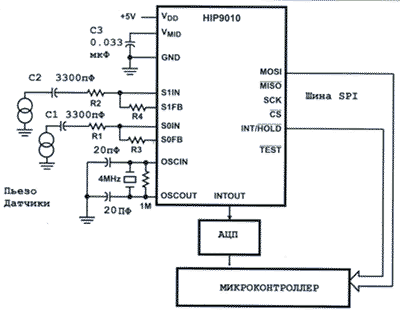 HIP9010
+5V
VDD
C3
0.033
мкФ
VMID
GND
MOSI
MISO
SCK
CS
INT/HOLD
TEST
Шина SPI
C2 3300пФ
R2
S1IN
R4
S1FB
C1 3300пФ
R1
S0IN
R3
S0FB
20пФ
OSCIN
4MHz
1M
20ПФ
OSCOUT
INTOUT
Пьезо
Датчики
АЦП
МИКРОКОНТРОЛЛЕР